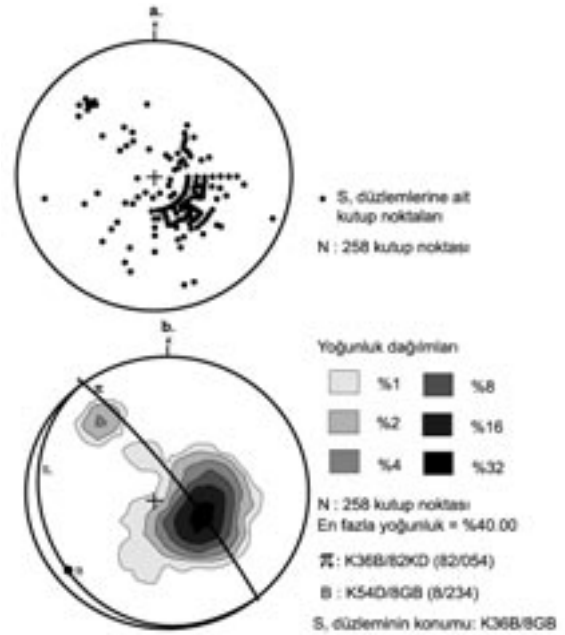 a.
• S, düzlemlerine ait
kutup noktaları
N : 258 kutup noktası
b.
Yoğunluk dağılımları
%1 %8
%2 %16
%4 %32
N : 258 kutup noktası
En fazla yoğunluk = %40.00
π : K36B/82KD (82/054)
B : K54D/8GB (8/234)
S, düzleminin konumu: K36B/8GB
π